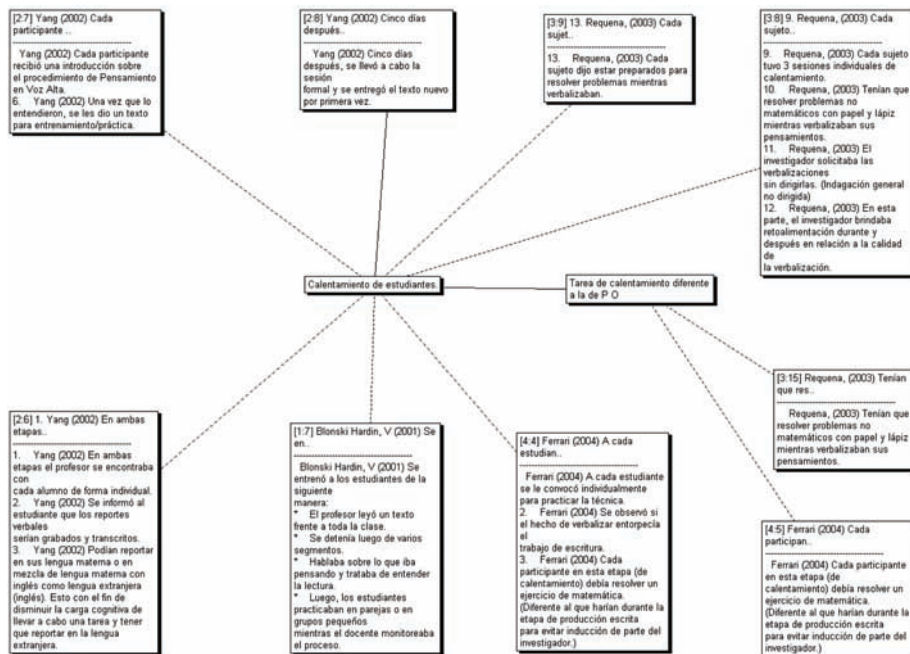 [2:7] Yang (2002) Cada
participante ..
Yang (2002) Cada participante
recibió una introducción sobre
el procedimiento de Pensamiento
en Voz Alta.
6. Yang (2002) Una vez que lo
entendieron, se les dio un texto
para entrenamiento/práctica.
[2:8] Yang (2002) Cinco días
después..
Yang (2002) Cinco días
después, se llevó a cabo la
sesión
formal y se entregó el texto nuevo
por primera vez.
[3:9] 13. Requena, (2003) Cada
sujet..
13. Requena, (2003) Cada
sujeto dijo estar preparados para
resolver problemas mientras
verbalizaban.
[3:8] 9. Requena, (2003) Cada
sujeto...
9. Requena, (2003) Cada sujeto
tuvo 3 sesiones individuales de
calentamiento.
10. Requena, (2003) Tenían que
resolver problemas no
matemáticos con papel y lápiz
mientras verbalizaban sus
pensamientos.
11. Requena, (2003) El
investigador solicitaba las
verbalizaciones
sin dirigirlas. (Indagación general
no dirigida)
12. Requena, (2003) En esta
parte, el investigador brindaba
retoalimentación durante y
después en relación a la calidad
de
la verbalización.
Calentamiento de estudiantes.
Tarea de calentamiento diferente
a la de P O
[2:6] 1. Yang (2002) En ambas
etapas..
1. Yang (2002) En ambas
etapas el profesor se encontraba
con
cada alumno de forma individual.
2. Yang (2002) Se informó al
estudiante que los reportes
verbales
serían grabados y transcritos.
3. Yang (2002) Podían reportar
en sus lengua materna o en
mezcla de lengua materna con
inglés como lengua extranjera
(inglés). Esto con el fin de
disminuir la carga cognitiva de
llevar a cabo una tarea y tener
que reportar en la lengua
extranjera.
[1:7] Blonski Hardin, V (2001) Se
en..
Blonski Hardin, V (2001) Se
entrenó a los estudiantes de la
siguiente
manera:
* El profesor leyó un texto
frente a toda la clase.
* Se detenía luego de varios
segmentos.
* Hablaba sobre lo que iba
pensando y trataba de entender
la lectura.
* Luego, los estudiantes
practicaban en parejas o en
grupos pequeños
mientras el docente monitoreaba
el proceso.
[4:4] Ferrari (2004) A cada
estudian..
Ferrari (2004) A cada estudiante
se le convocó individualmente
para practicar la técnica.
2. Ferrari (2004) Se observó si
el hecho de verbalizar entorpecía
el
trabajo de escritura.
3. Ferrari (2004) Cada
participante en esta etapa (de
calentamiento) debía resolver un
ejercicio de matemática.
(Diferente al que harían durante la
etapa de producción escrita
para evitar inducción de parte del
investigador.)
[3:15] Requena, (2003) Tenían
que res..
Requena, (2003) Tenían que
resolver problemas no
matemáticos con papel y lápiz
mientras verbalizaban sus
pensamientos.
[4:5] Ferrari (2004) Cada
participan..
Ferrari (2004) Cada participante
en esta etapa (de
calentamiento) debía resolver un
ejercicio de matemática.
(Diferente al que harían durante la
etapa de producción escrita
para evitar inducción de parte del
investigador.)